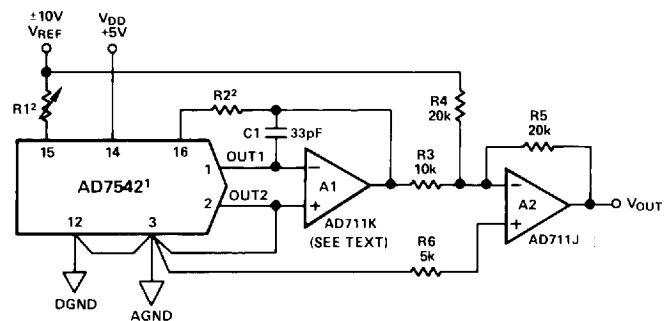 ±10V
VREF
VDD
+5V
R1²
R2²
C1
33pF
R4
20k
R5
20k
15
14
16
1
OUT1
AD7542¹
2
OUT2
12
3
A1
AD711K
(SEE TEXT)
R3
10k
A2
AD711J
VOUT
R6
5k
DGND
AGND